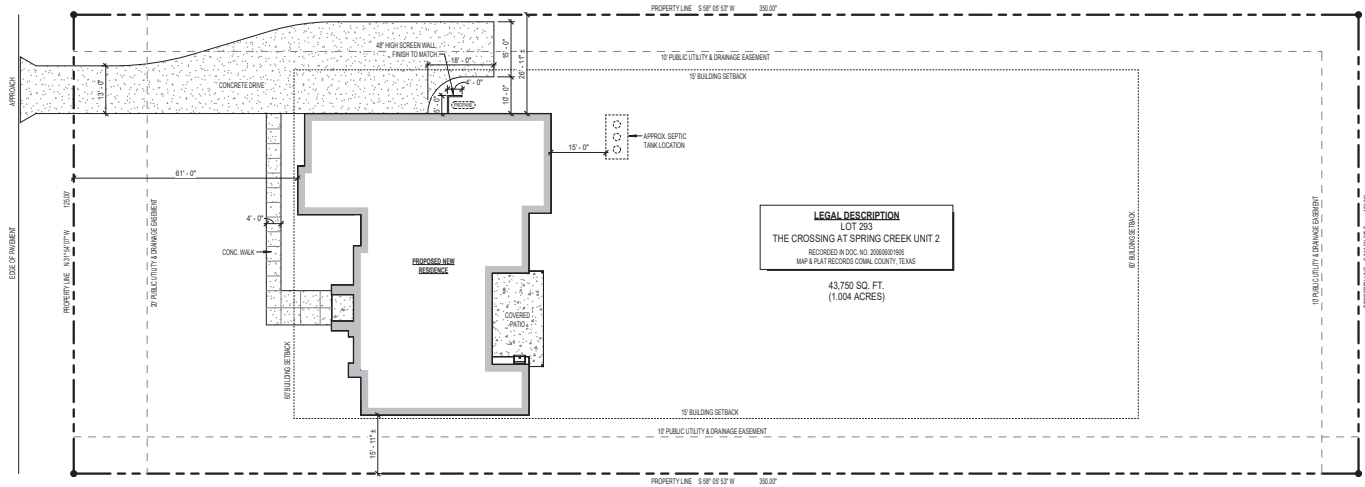 PROPERTY LINE S 58° 05' 53" W 350.00"
48" HIGH SCREEN WALL,
FINISH TO MATCH
18' - 0"
4' - 0"
5' - 0"
PROPANE
15' - 0"
26' - 11" ±
10' - 0"
10' PUBLIC UTILITY & DRAINAGE EASEMENT
15' BUILDING SETBACK
APPROACH
13' - 0"
CONCRETE DRIVE
15' - 0"
APPROX. SEPTIC
TANK LOCATION
61' - 0"
EDGE OF PAVEMENT
PROPERTY LINE N 31° 54' 07" W 125.00'
20' PUBLIC UTILITY & DRAINAGE EASEMENT
4' - 0"
CONC. WALK
60' BUILDING SETBACK
PROPOSED NEW
RESIDENCE
COVERED
PATIO
LEGAL DESCRIPTION
LOT 293
THE CROSSING AT SPRING CREEK UNIT 2
RECORDED IN DOC. NO. 200606001905
MAP & PLAT RECORDS COMAL COUNTY, TEXAS
43,750 SQ. FT.
(1.004 ACRES)
60' BUILDING SETBACK
10' PUBLIC UTILITY & DRAINAGE EASEMENT
15' BUILDING SETBACK
15' - 11" ±
10' PUBLIC UTILITY & DRAINAGE EASEMENT
PROPERTY LINE S 58° 05' 53" W 350.00"